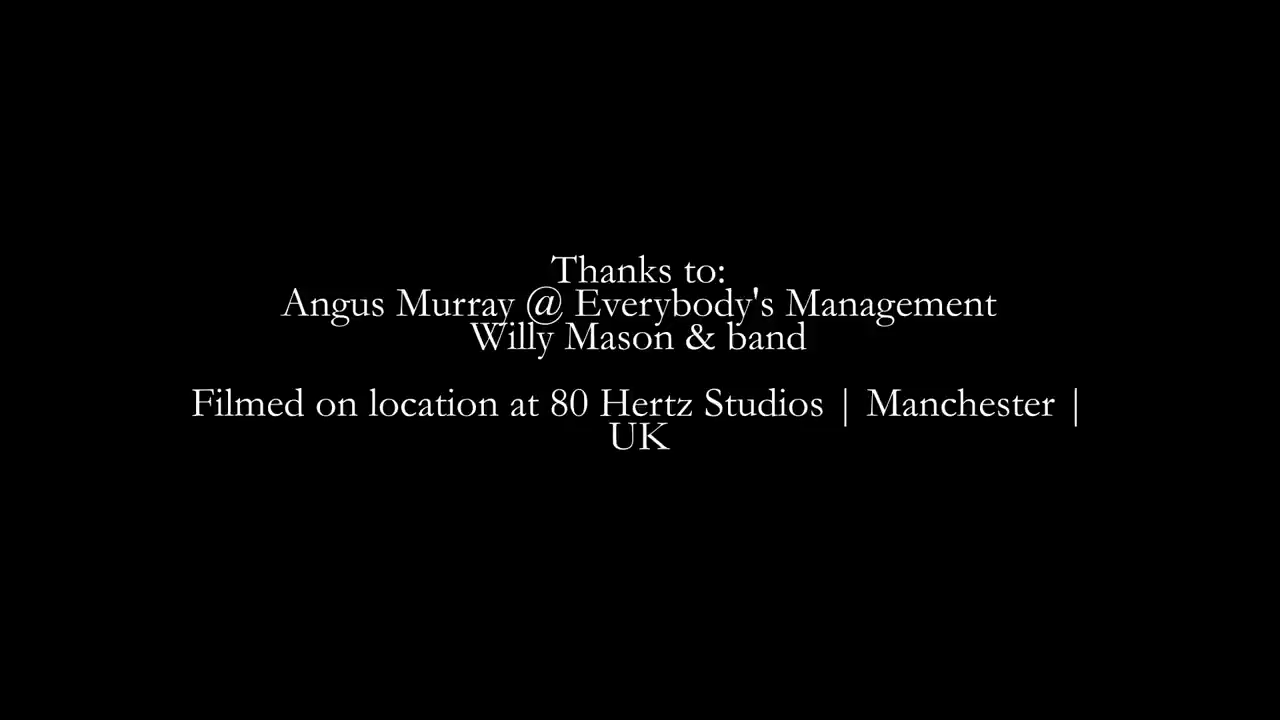 Thanks to:
Angus Murray @ Everybody's Management
Willy Mason & band
Filmed on location at 80 Hertz Studios | Manchester |
UK